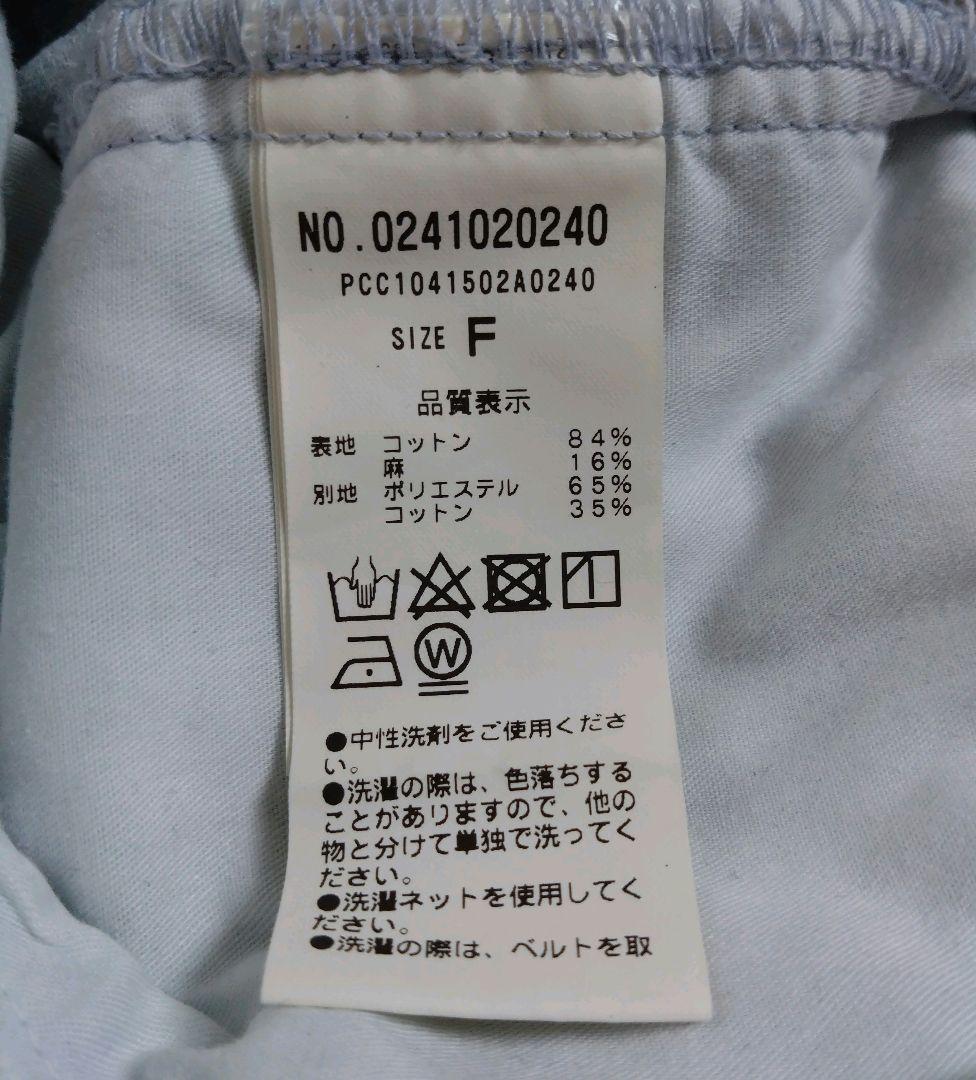 NO.0241020240
PCC1041502A0240
SIZE F
品質表示
表地 コットン 84%
麻 16%
別地 ポリエステル 65%
コットン 35%
W
●中性洗剤をご使用くださ
い。
●洗濯の際は、色落ちする
ことがありますので、他の
物と分けて単独で洗ってく
ださい。
●洗濯ネットを使用してく
ださい。
●洗濯の際は、ベルトを取